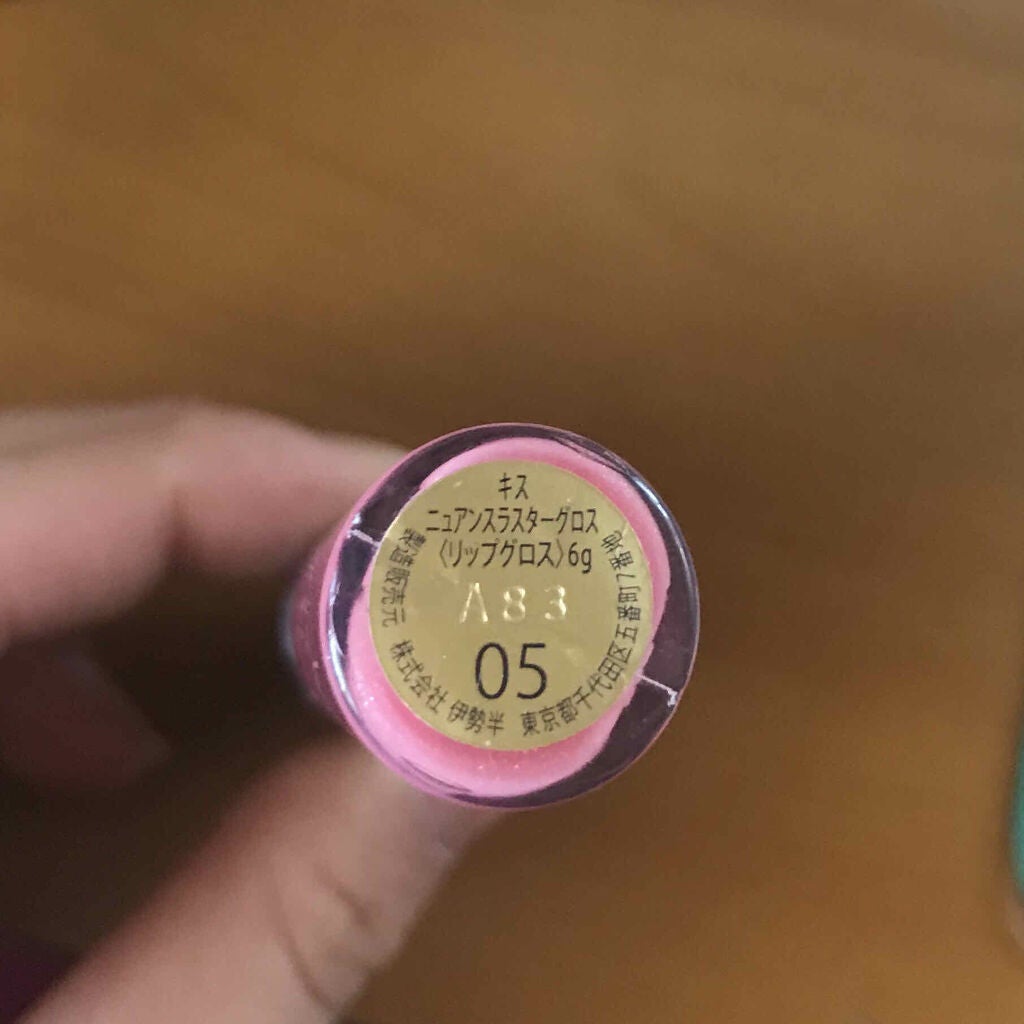 キス
ニュアンスラスターグロス
〈リップグロス〉6g
A83
05
製造販売元 株式会社 伊勢半 東京都千代田区五番町7番地